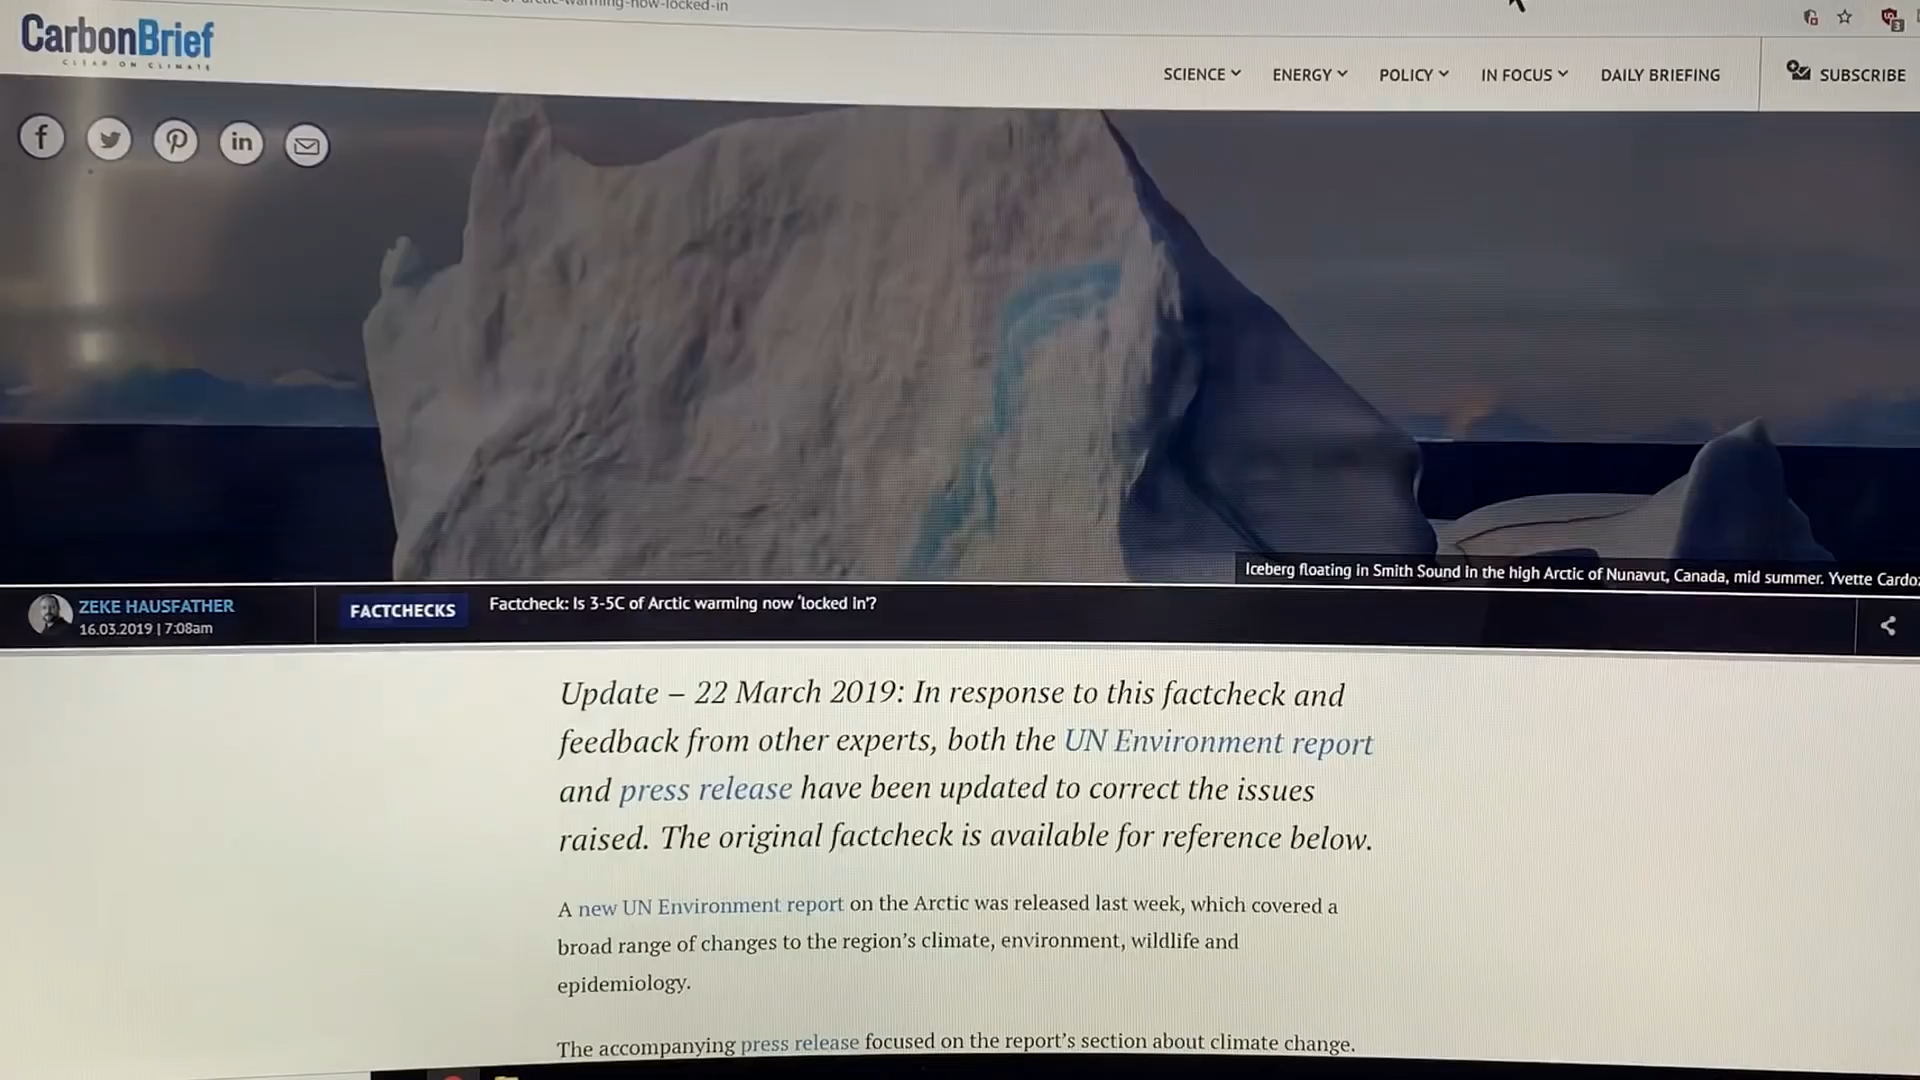 arctic-warming-now-locked-in
CarbonBrief
CLEAR ON CLIMATE
SCIENCE
ENERGY
POLICY
IN FOCUS
DAILY BRIEFING
SUBSCRIBE
Iceberg floating in Smith Sound in the high Arctic of Nunavut, Canada, mid summer. Yvette
ZEKE HAUSFATHER
16.03.2019 | 7:08am
FACTCHECKS
Factcheck: Is 3-5C of Arctic warming now 'locked in'?
Update – 22 March 2019: In response to this factcheck and
feedback from other experts, both the UN Environment report
and press release have been updated to correct the issues
raised. The original factcheck is available for reference below.
A new UN Environment report on the Arctic was released last week, which covered a
broad range of changes to the region's climate, environment, wildlife and
epidemiology.
The accompanying press release focused on the report's section about climate change.